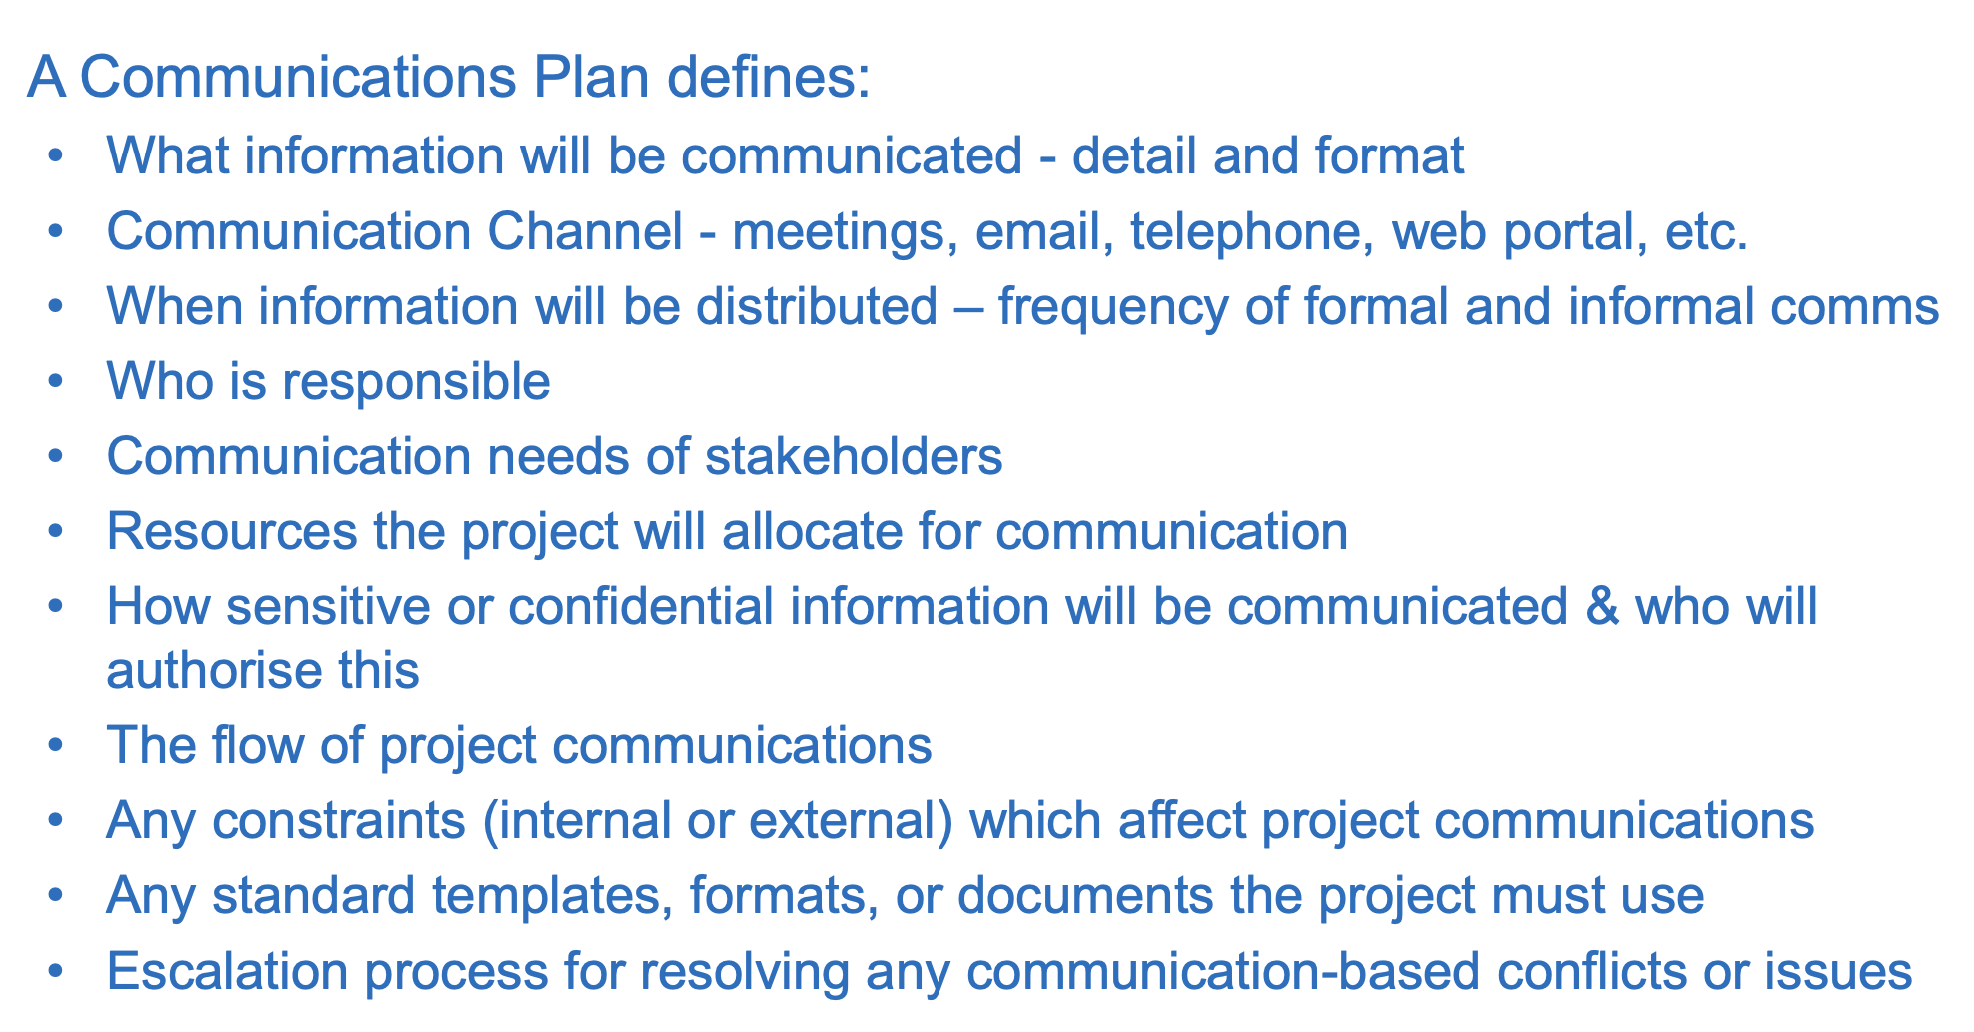 A Communications Plan defines:
• What information will be communicated - detail and format
• Communication Channel - meetings, email, telephone, web portal, etc.
• When information will be distributed – frequency of formal and informal comms
• Who is responsible
• Communication needs of stakeholders
• Resources the project will allocate for communication
• How sensitive or confidential information will be communicated & who will
authorise this
• The flow of project communications
• Any constraints (internal or external) which affect project communications
• Any standard templates, formats, or documents the project must use
• Escalation process for resolving any communication-based conflicts or issues